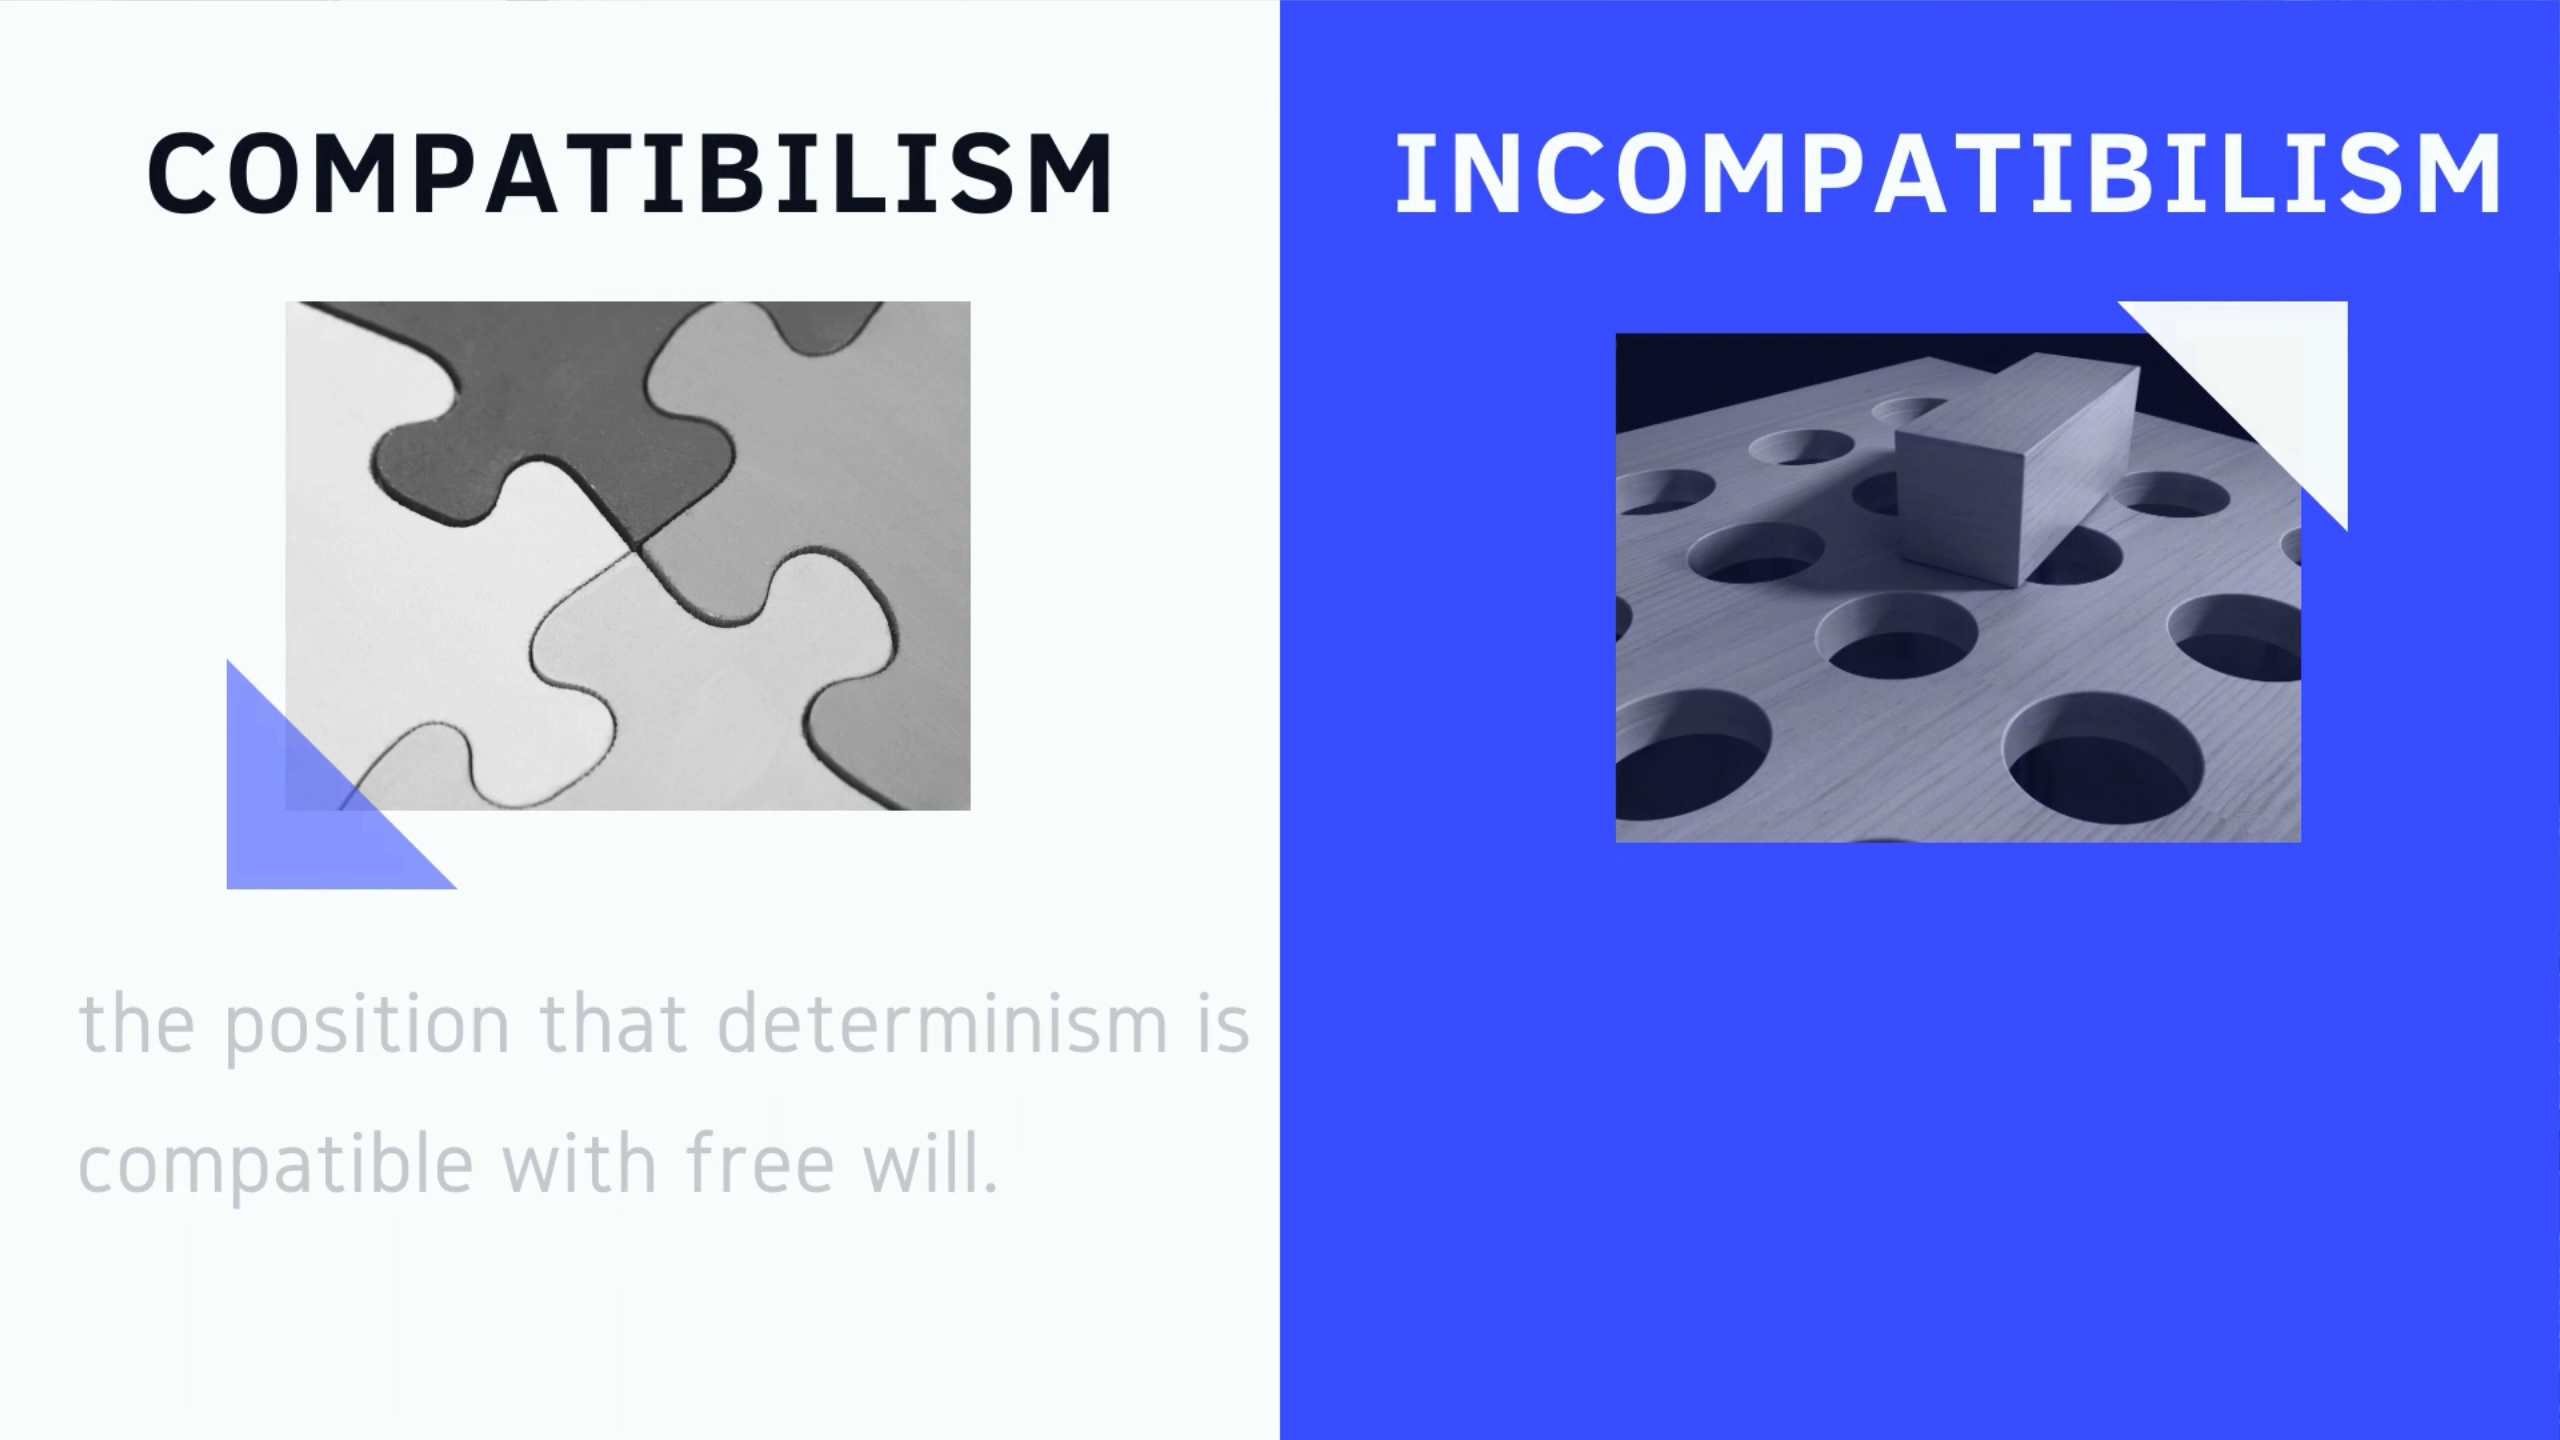 COMPATIBILISM
the position that determinism is
compatible with free will.
INCOMPATIBILISM